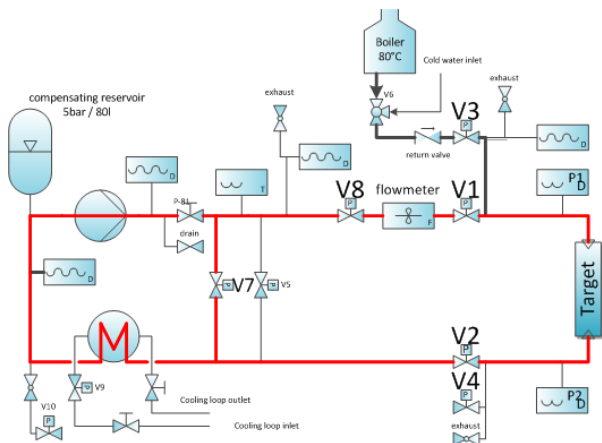 Boiler
80°C
Cold water inlet
compensating reservoir
5bar / 80l
exhaust
V6
V3
P
exhaust
return valve
D
D
D
T
P1
D
P-81
V8
P
flowmeter
F
V1
P
drain
V7
P
V5
P
D
Target
M
V2
P
V4
P
P2
D
V9
P
V10
P
Cooling loop outlet
Cooling loop inlet
exhaust